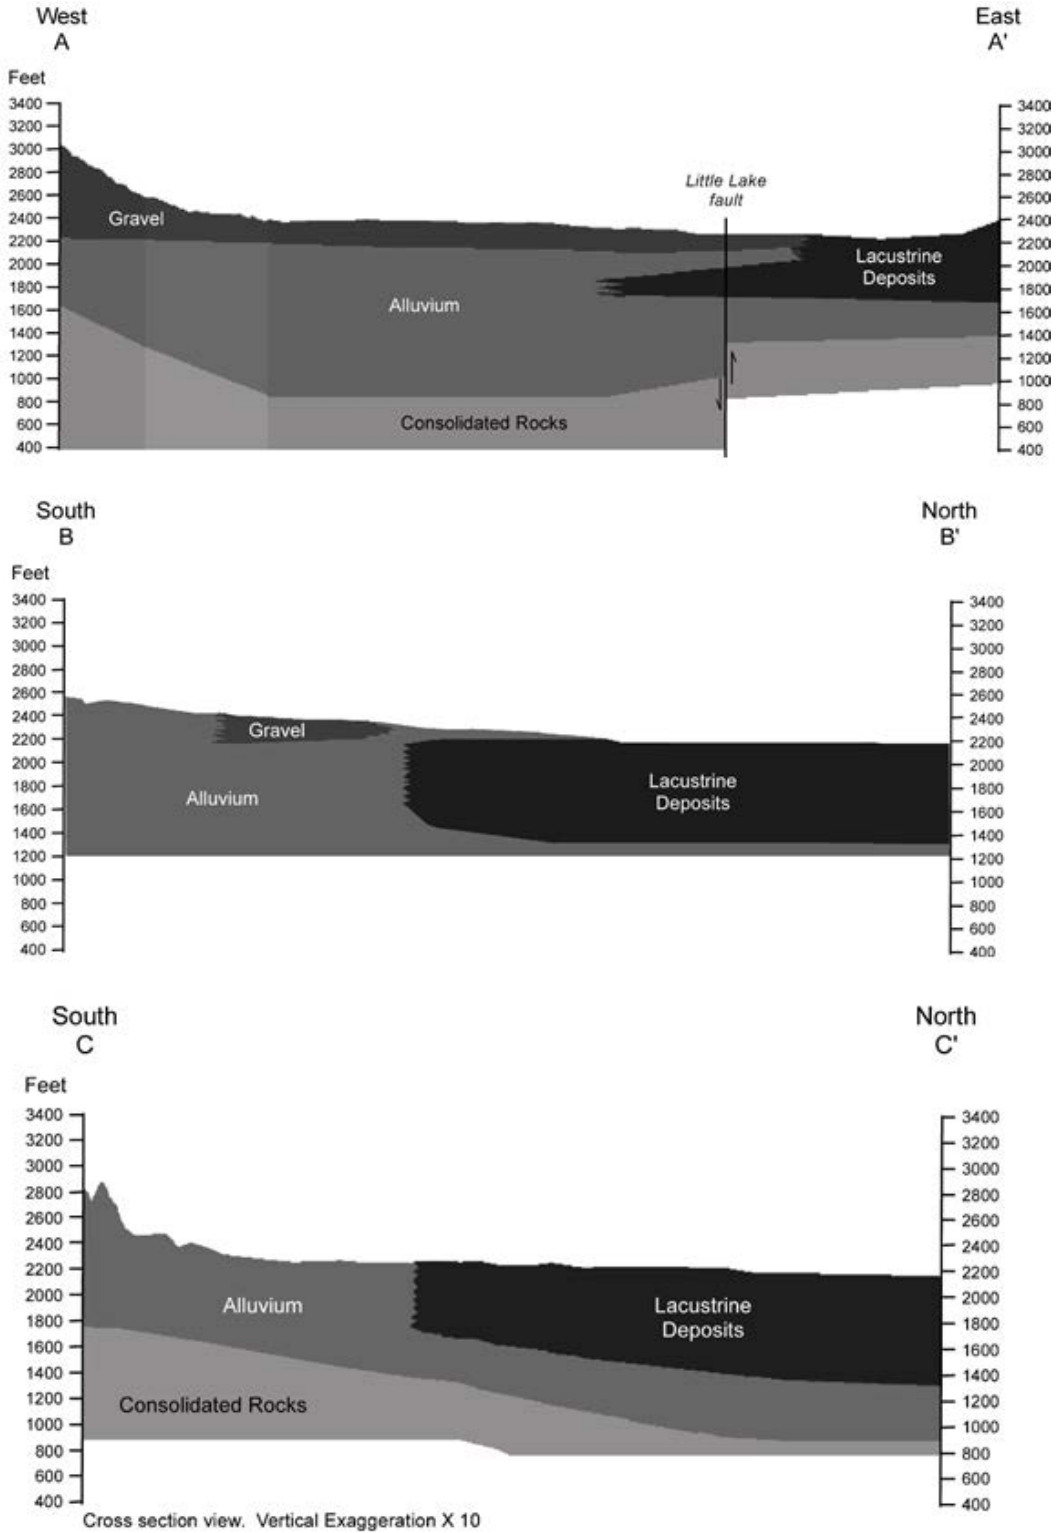 West East
A A'
Feet
3400 3400
3200 3200
3000 3000
2800 2800
Little Lake
fault
2600 2600
2400 2400
Gravel
2200 2200
Lacustrine
Deposits
2000 2000
1800 1800
Alluvium
1600 1600
1400 1400
1200 1200
1000 1000
800 800
600 600
Consolidated Rocks
400 400
South North
B B'
Feet
3400 3400
3200 3200
3000 3000
2800 2800
2600 2600
2400 2400
Gravel
2200 2200
2000 2000
Lacustrine
Deposits
1800 1800
Alluvium
1600 1600
1400 1400
1200 1200
1000 1000
800 800
600 600
400 400
South North
C C'
Feet
3400 3400
3200 3200
3000 3000
2800 2800
2600 2600
2400 2400
2200 2200
2000 2000
Alluvium Lacustrine
Deposits
1800 1800
1600 1600
1400 1400
1200 1200
Consolidated Rocks
1000 1000
800 800
600 600
400 400
Cross section view. Vertical Exaggeration X 10